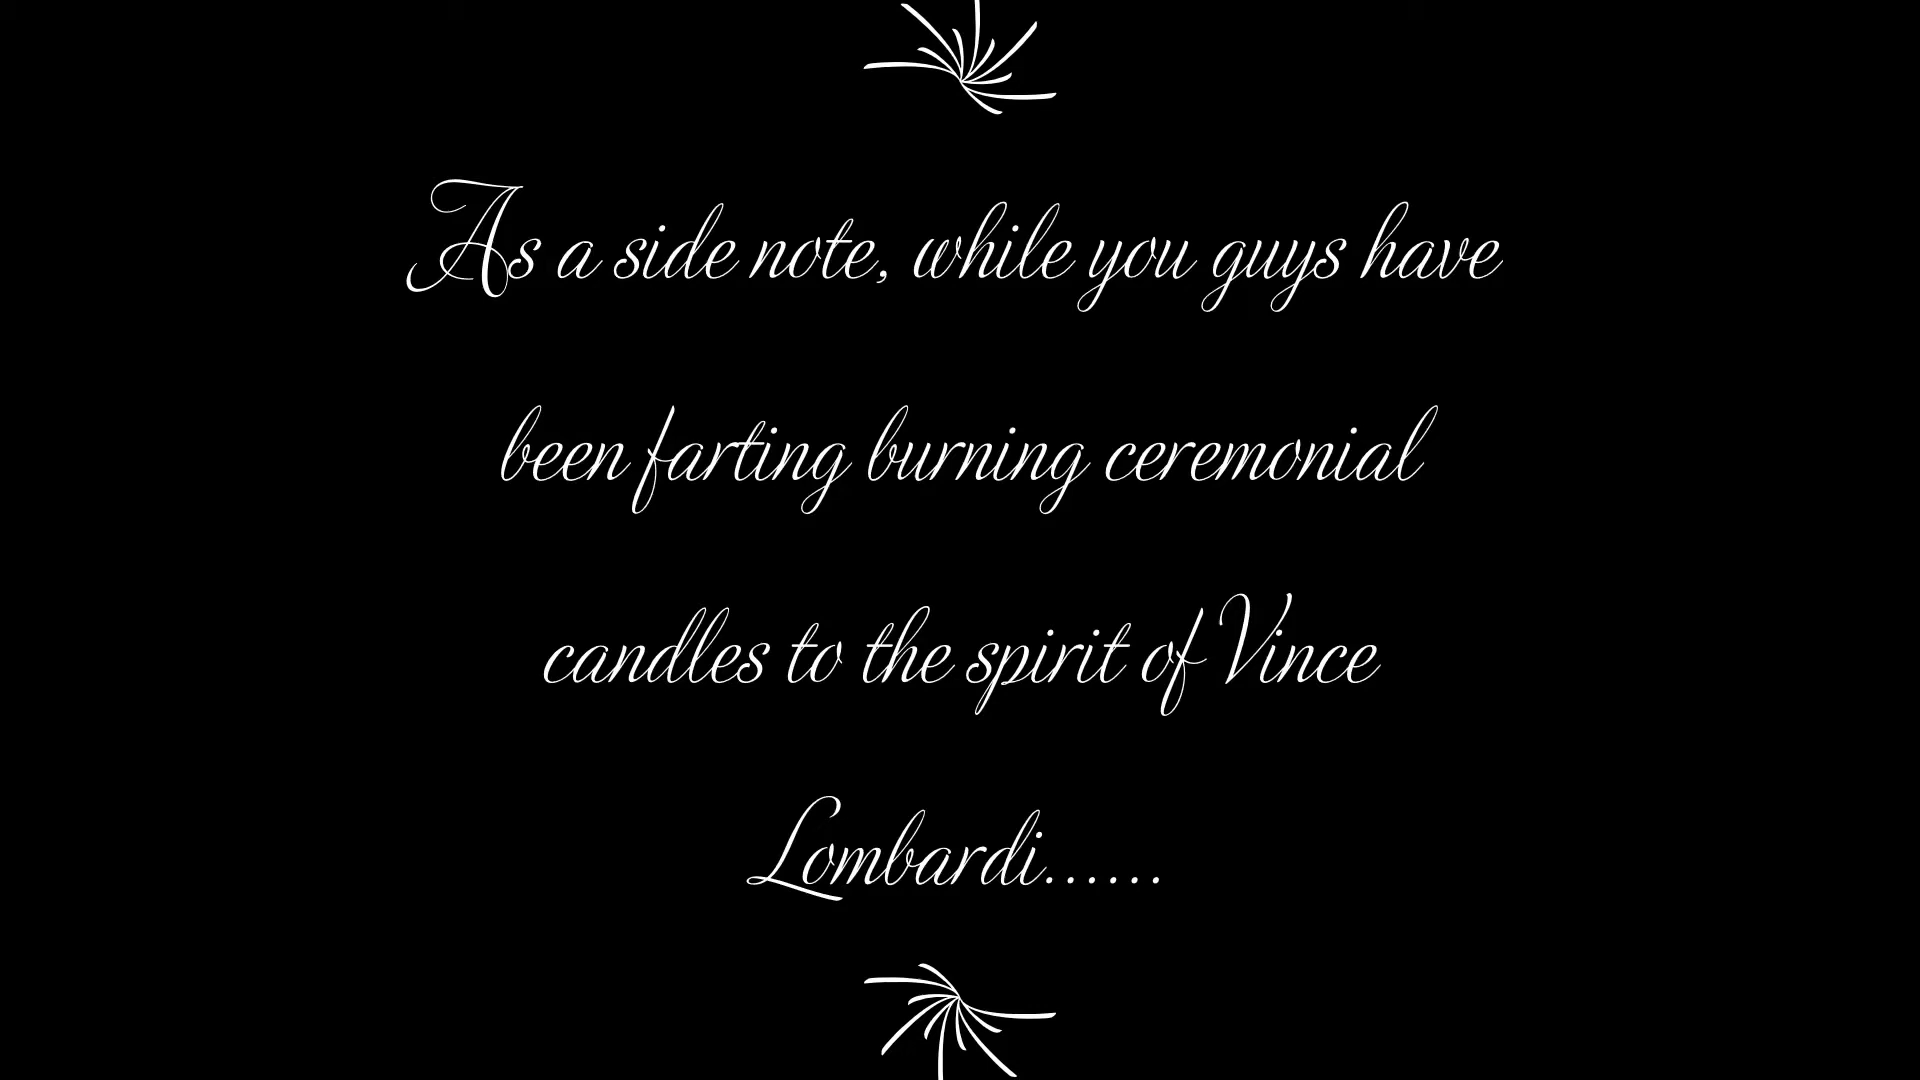 As a side note, while you guys have
been farting burning ceremonial
candles to the spirit of Vince
Lombardi......